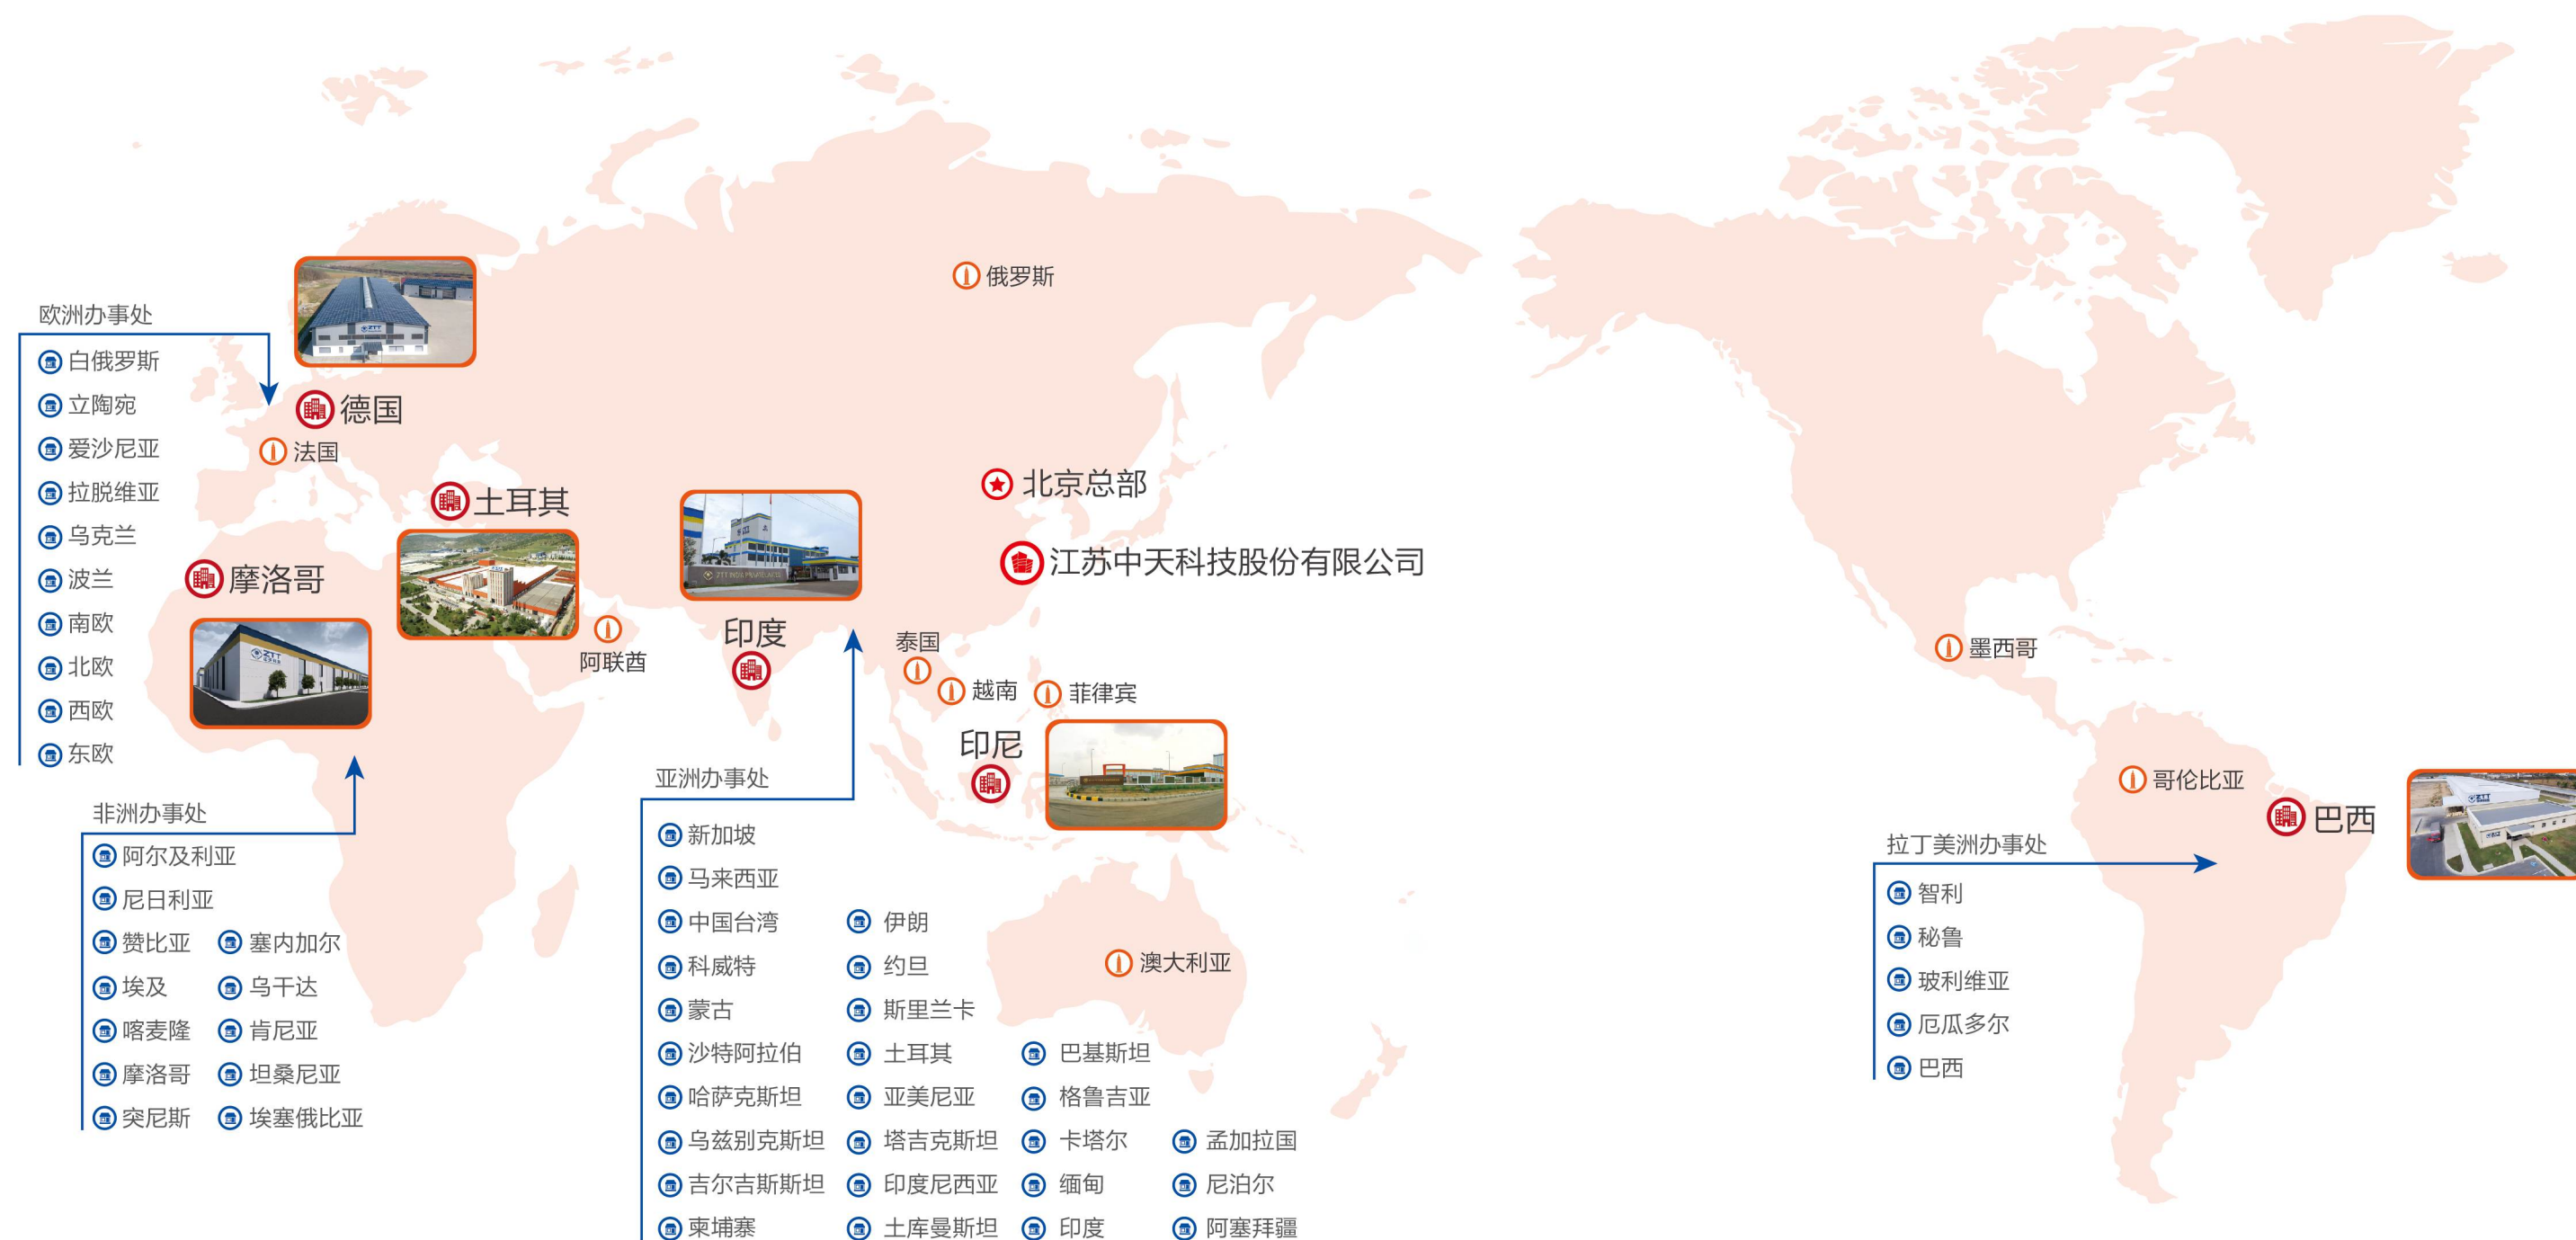 俄罗斯
欧洲办事处
白俄罗斯
立陶宛
爱沙尼亚
拉脱维亚
乌克兰
波兰
南欧
北欧
西欧
东欧
ZTT
德国
法国
土耳其
摩洛哥
ZTT
北京总部
江苏中天科技股份有限公司
印度
阿联酋
泰国
越南
菲律宾
印尼
墨西哥
哥伦比亚
巴西
非洲办事处
阿尔及利亚
尼日利亚
赞比亚 塞内加尔
埃及 乌干达
喀麦隆 肯尼亚
摩洛哥 坦桑尼亚
突尼斯 埃塞俄比亚
亚洲办事处
新加坡
马来西亚
中国台湾 伊朗
科威特 约旦
蒙古 斯里兰卡
沙特阿拉伯 土耳其 巴基斯坦
哈萨克斯坦 亚美尼亚 格鲁吉亚
乌兹别克斯坦 塔吉克斯坦 卡塔尔 孟加拉国
吉尔吉斯斯坦 印度尼西亚 缅甸 尼泊尔
柬埔寨 土库曼斯坦 印度 阿塞拜疆
澳大利亚
拉丁美洲办事处
智利
秘鲁
玻利维亚
厄瓜多尔
巴西